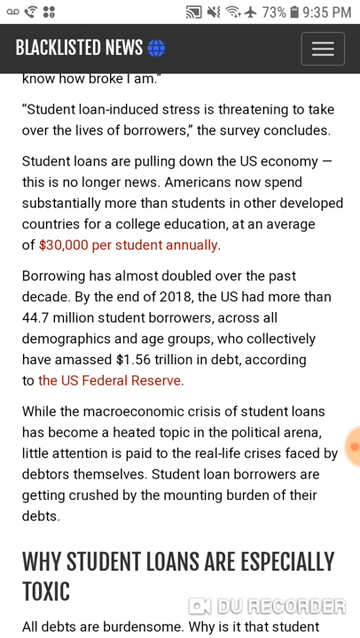 73% 9:35 PM
BLACKLISTED NEWS
know how broke I am."
“Student loan-induced stress is threatening to take
over the lives of borrowers,” the survey concludes.
Student loans are pulling down the US economy —
this is no longer news. Americans now spend
substantially more than students in other developed
countries for a college education, at an average
of $30,000 per student annually.
Borrowing has almost doubled over the past
decade. By the end of 2018, the US had more than
44.7 million student borrowers, across all
demographics and age groups, who collectively
have amassed $1.56 trillion in debt, according
to the US Federal Reserve.
While the macroeconomic crisis of student loans
has become a heated topic in the political arena,
little attention is paid to the real-life crises faced by
debtors themselves. Student loan borrowers are
getting crushed by the mounting burden of their
debts.
WHY STUDENT LOANS ARE ESPECIALLY
TOXIC
DU RECORDER
All debts are burdensome. Why is it that student